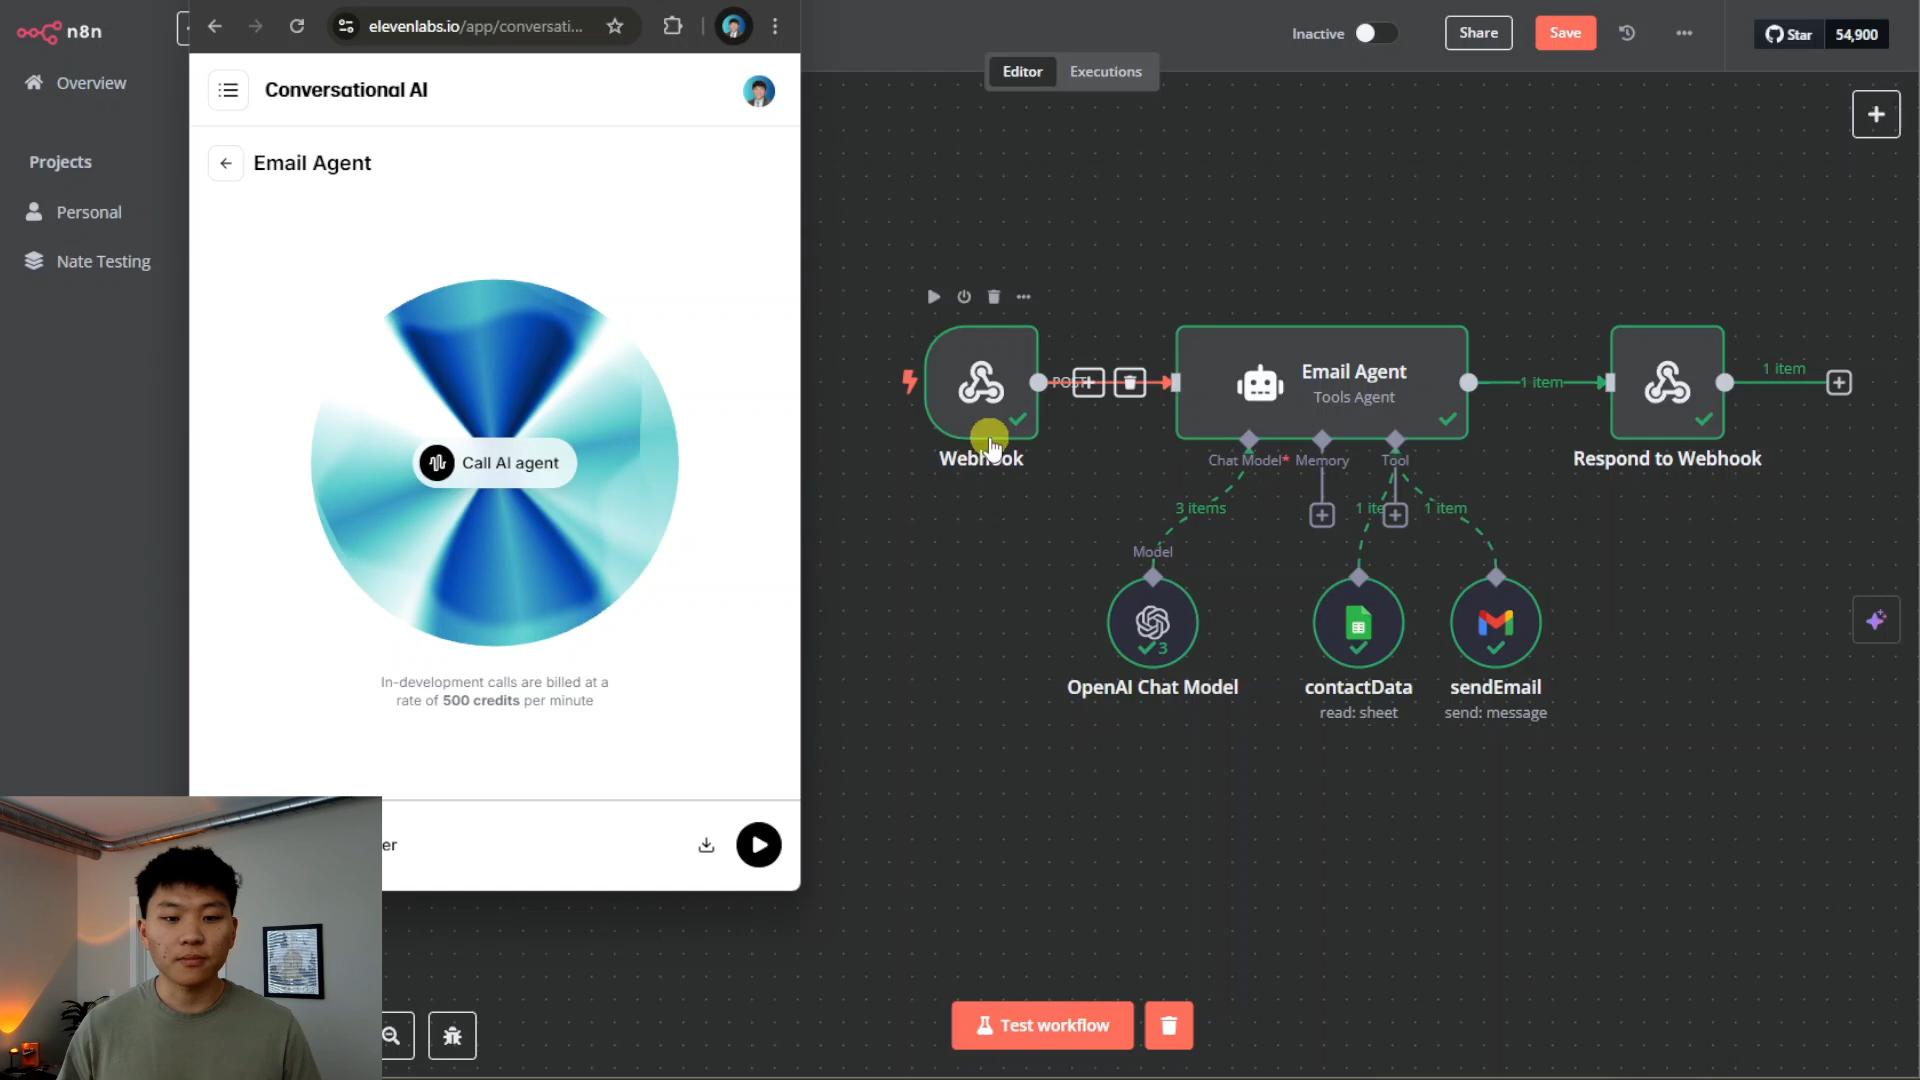 n8n
Overview
Projects
Personal
Nate Testing
elevenlabs.io/app/conversati...
Conversational AI
Email Agent
Call AI agent
In-development calls are billed at a
rate of 500 credits per minute
er
Inactive
Share
Save
Star
54,900
Editor
Executions
Webhook
Email Agent
Tools Agent
1 item
Respond to Webhook
1 item
Chat Model*
Memory
Tool
3 items
1 ite
1 item
Model
3
OpenAI Chat Model
contactData
read: sheet
sendEmail
send: message
Test workflow